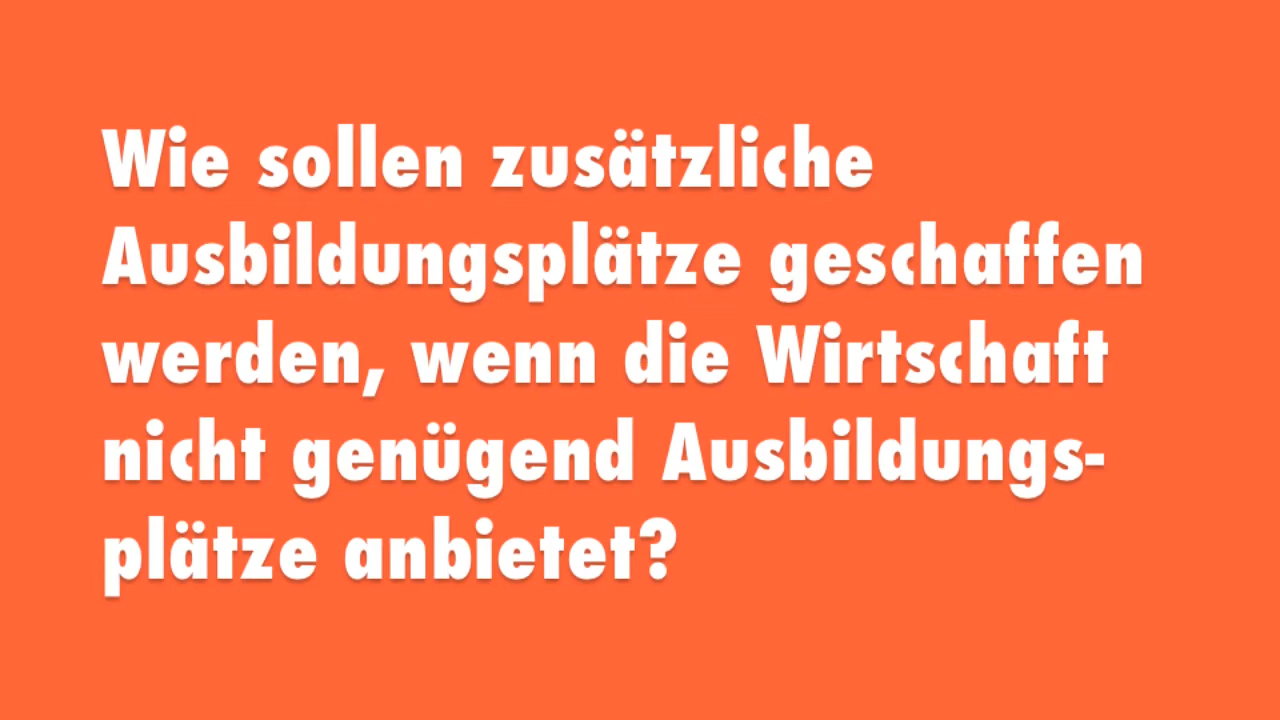 Wie sollen zusätzliche
Ausbildungsplätze geschaffen
werden, wenn die Wirtschaft
nicht genügend Ausbildungs-
plätze anbietet?